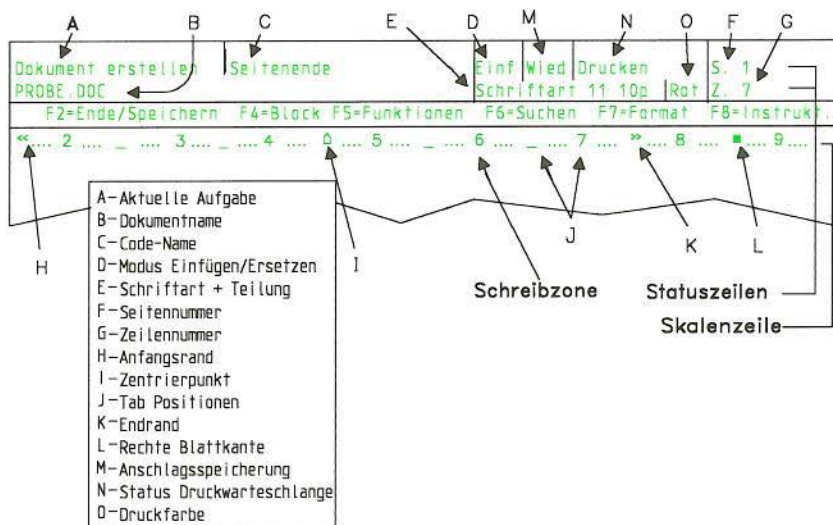 A B C E D M N O F G
Dokument erstellen Seitenende Einf Wied Drucken S. 1
PROBE.DOC Schriftart 11 10p Rot Z. 7
F2=Ende/Speichern F4=Block F5=Funktionen F6=Suchen F7=Format F8=Instrukt.
«.... 2 .... _ .... 3 .... _ .... 4 .... ⌂ .... 5 .... _ .... 6 .... _ .... 7 .... » .... 8 .... ■ .... 9 ....
H I J K L
Schreibzone Statuszeilen
Skalenzeile
A-Aktuelle Aufgabe
B-Dokumentname
C-Code-Name
D-Modus Einfügen/Ersetzen
E-Schriftart + Teilung
F-Seitennummer
G-Zeilennummer
H-Anfangsrand
I-Zentrierpunkt
J-Tab Positionen
K-Endrand
L-Rechte Blattkante
M-Anschlagsspeicherung
N-Status Druckwarteschlange
O-Druckfarbe